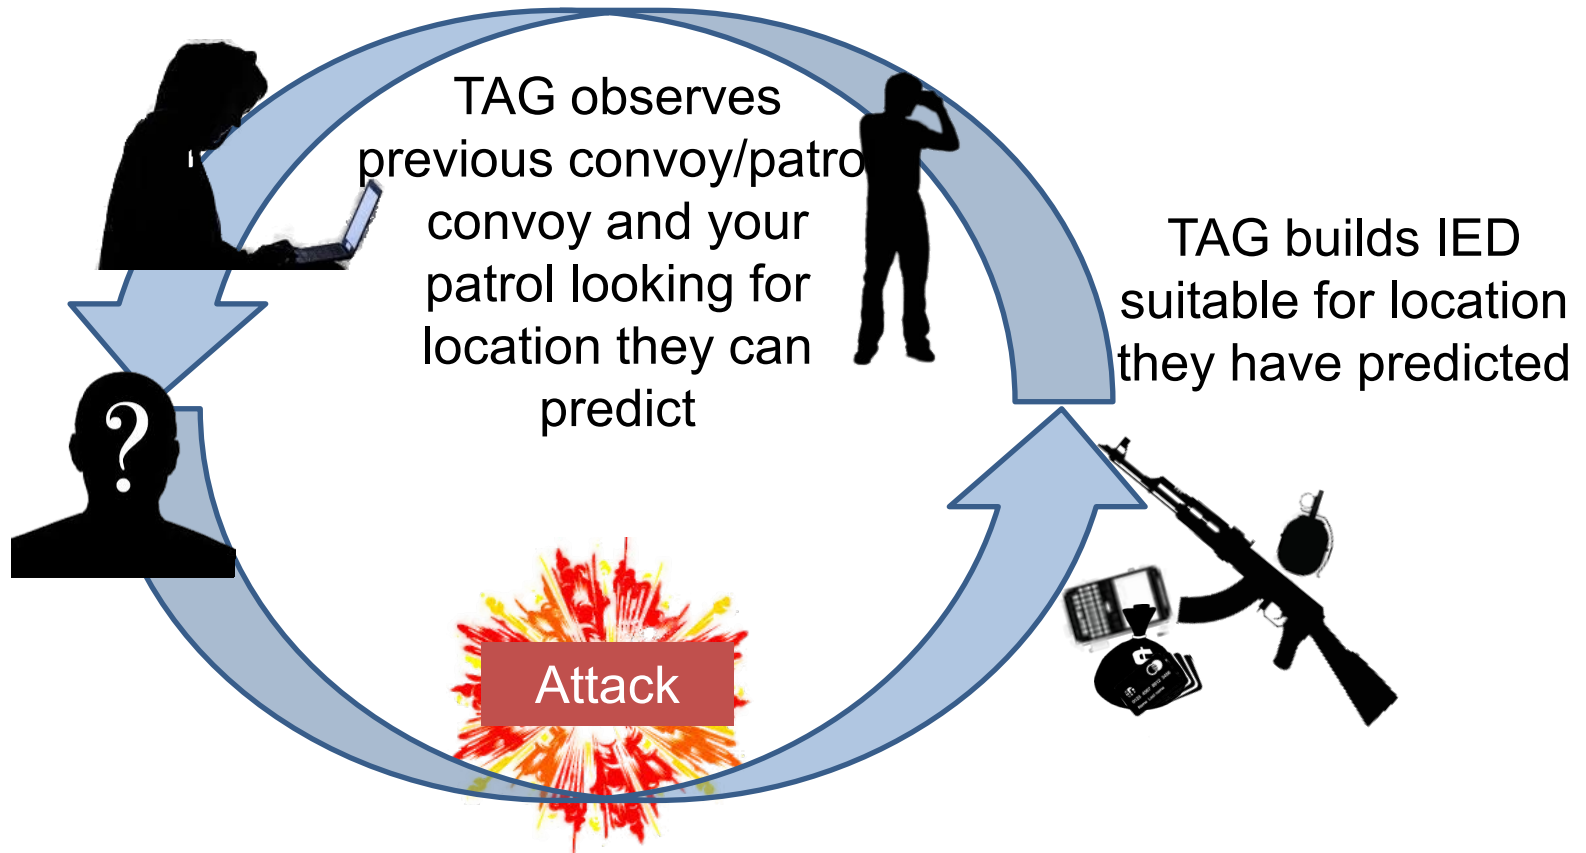 TAG observes
previous convoy/patro
convoy and your
patrol looking for
location they can
predict
TAG builds IED
suitable for location
they have predicted
?
Attack